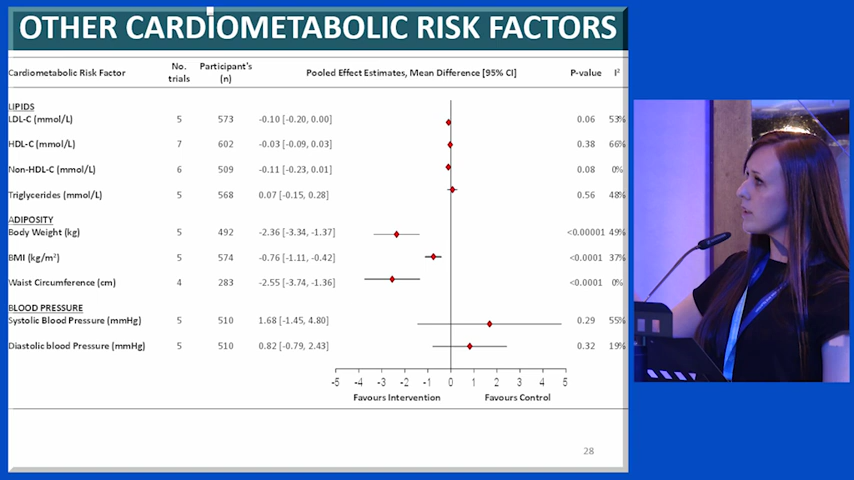 OTHER CARDIOMETABOLIC RISK FACTORS
Cardiometabolic Risk Factor No. trials Participant's (n) Pooled Effect Estimates, Mean Difference [95% CI] P-value I²
LIPIDS
LDL-C (mmol/L) 5 573 -0.10 [-0.20, 0.00] 0.06 53%
HDL-C (mmol/L) 7 602 -0.03 [-0.09, 0.03] 0.38 66%
Non-HDL-C (mmol/L) 6 509 -0.11 [-0.23, 0.01] 0.08 0%
Triglycerides (mmol/L) 5 568 0.07 [-0.15, 0.28] 0.56 48%
ADIPOSITY
Body Weight (kg) 5 492 -2.36 [-3.34, -1.37] <0.00001 49%
BMI (kg/m²) 5 574 -0.76 [-1.11, -0.42] <0.0001 37%
Waist Circumference (cm) 4 283 -2.55 [-3.74, -1.36] <0.0001 0%
BLOOD PRESSURE
Systolic Blood Pressure (mmHg) 5 510 1.68 [-1.45, 4.80] 0.29 55%
Diastolic blood Pressure (mmHg) 5 510 0.82 [-0.79, 2.43] 0.32 19%
-5 -4 -3 -2 -1 0 1 2 3 4 5
Favours Intervention Favours Control
28